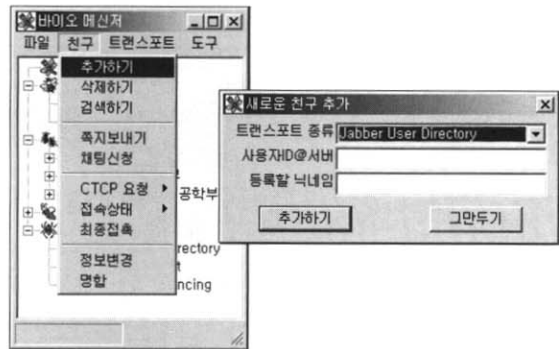 바이오 메신저
파일 친구 트랜스포트 도구
추가하기
삭제하기
검색하기
쪽지보내기
채팅신청
CTCP 요청
접속상태
최종접촉
정보변경
명함
공학부
rectory
t
ncing
새로운 친구 추가
트랜스포트 종류 Jabber User Directory
사용자ID@서버
등록할 닉네임
추가하기 그만두기